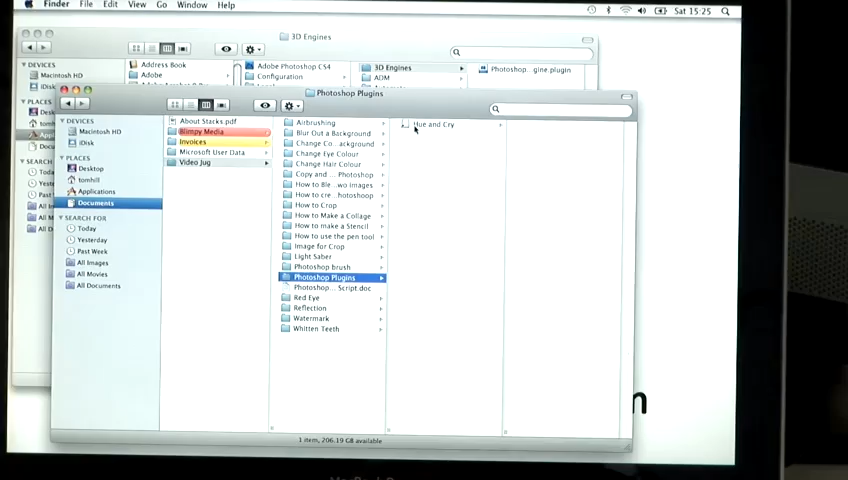 Finder File Edit View Go Window Help
Sat 15:25
3D Engines
DEVICES
Macintosh HD
iDisk
PLACES
SEARCH
Address Book
Adobe
Adobe Photoshop CS4
Configuration
3D Engines
ADM
Photoshop...gine.plugin
Photoshop Plugins
DEVICES
Macintosh HD
iDisk
PLACES
Desktop
tomhill
Applications
Documents
SEARCH FOR
Today
Yesterday
Past Week
All Images
All Movies
All Documents
About Stacks.pdf
Blimpy Media
Invoices
Microsoft User Data
Video Jug
Airbrushing
Blur Out a Background
Change Co...ackground
Change Eye Colour
Change Hair Colour
Copy and ... Photoshop
How to Ble...wo images
How to cre...hotoshoop
How to Crop
How to Make a Collage
How to make a Stencil
How to use the pen tool
Image for Crop
Light Saber
Photoshop brush
Photoshop Plugins
Photoshop... Script.doc
Red Eye
Reflection
Watermark
Whitten Teeth
Hue and Cry
1 item, 206.19 GB available